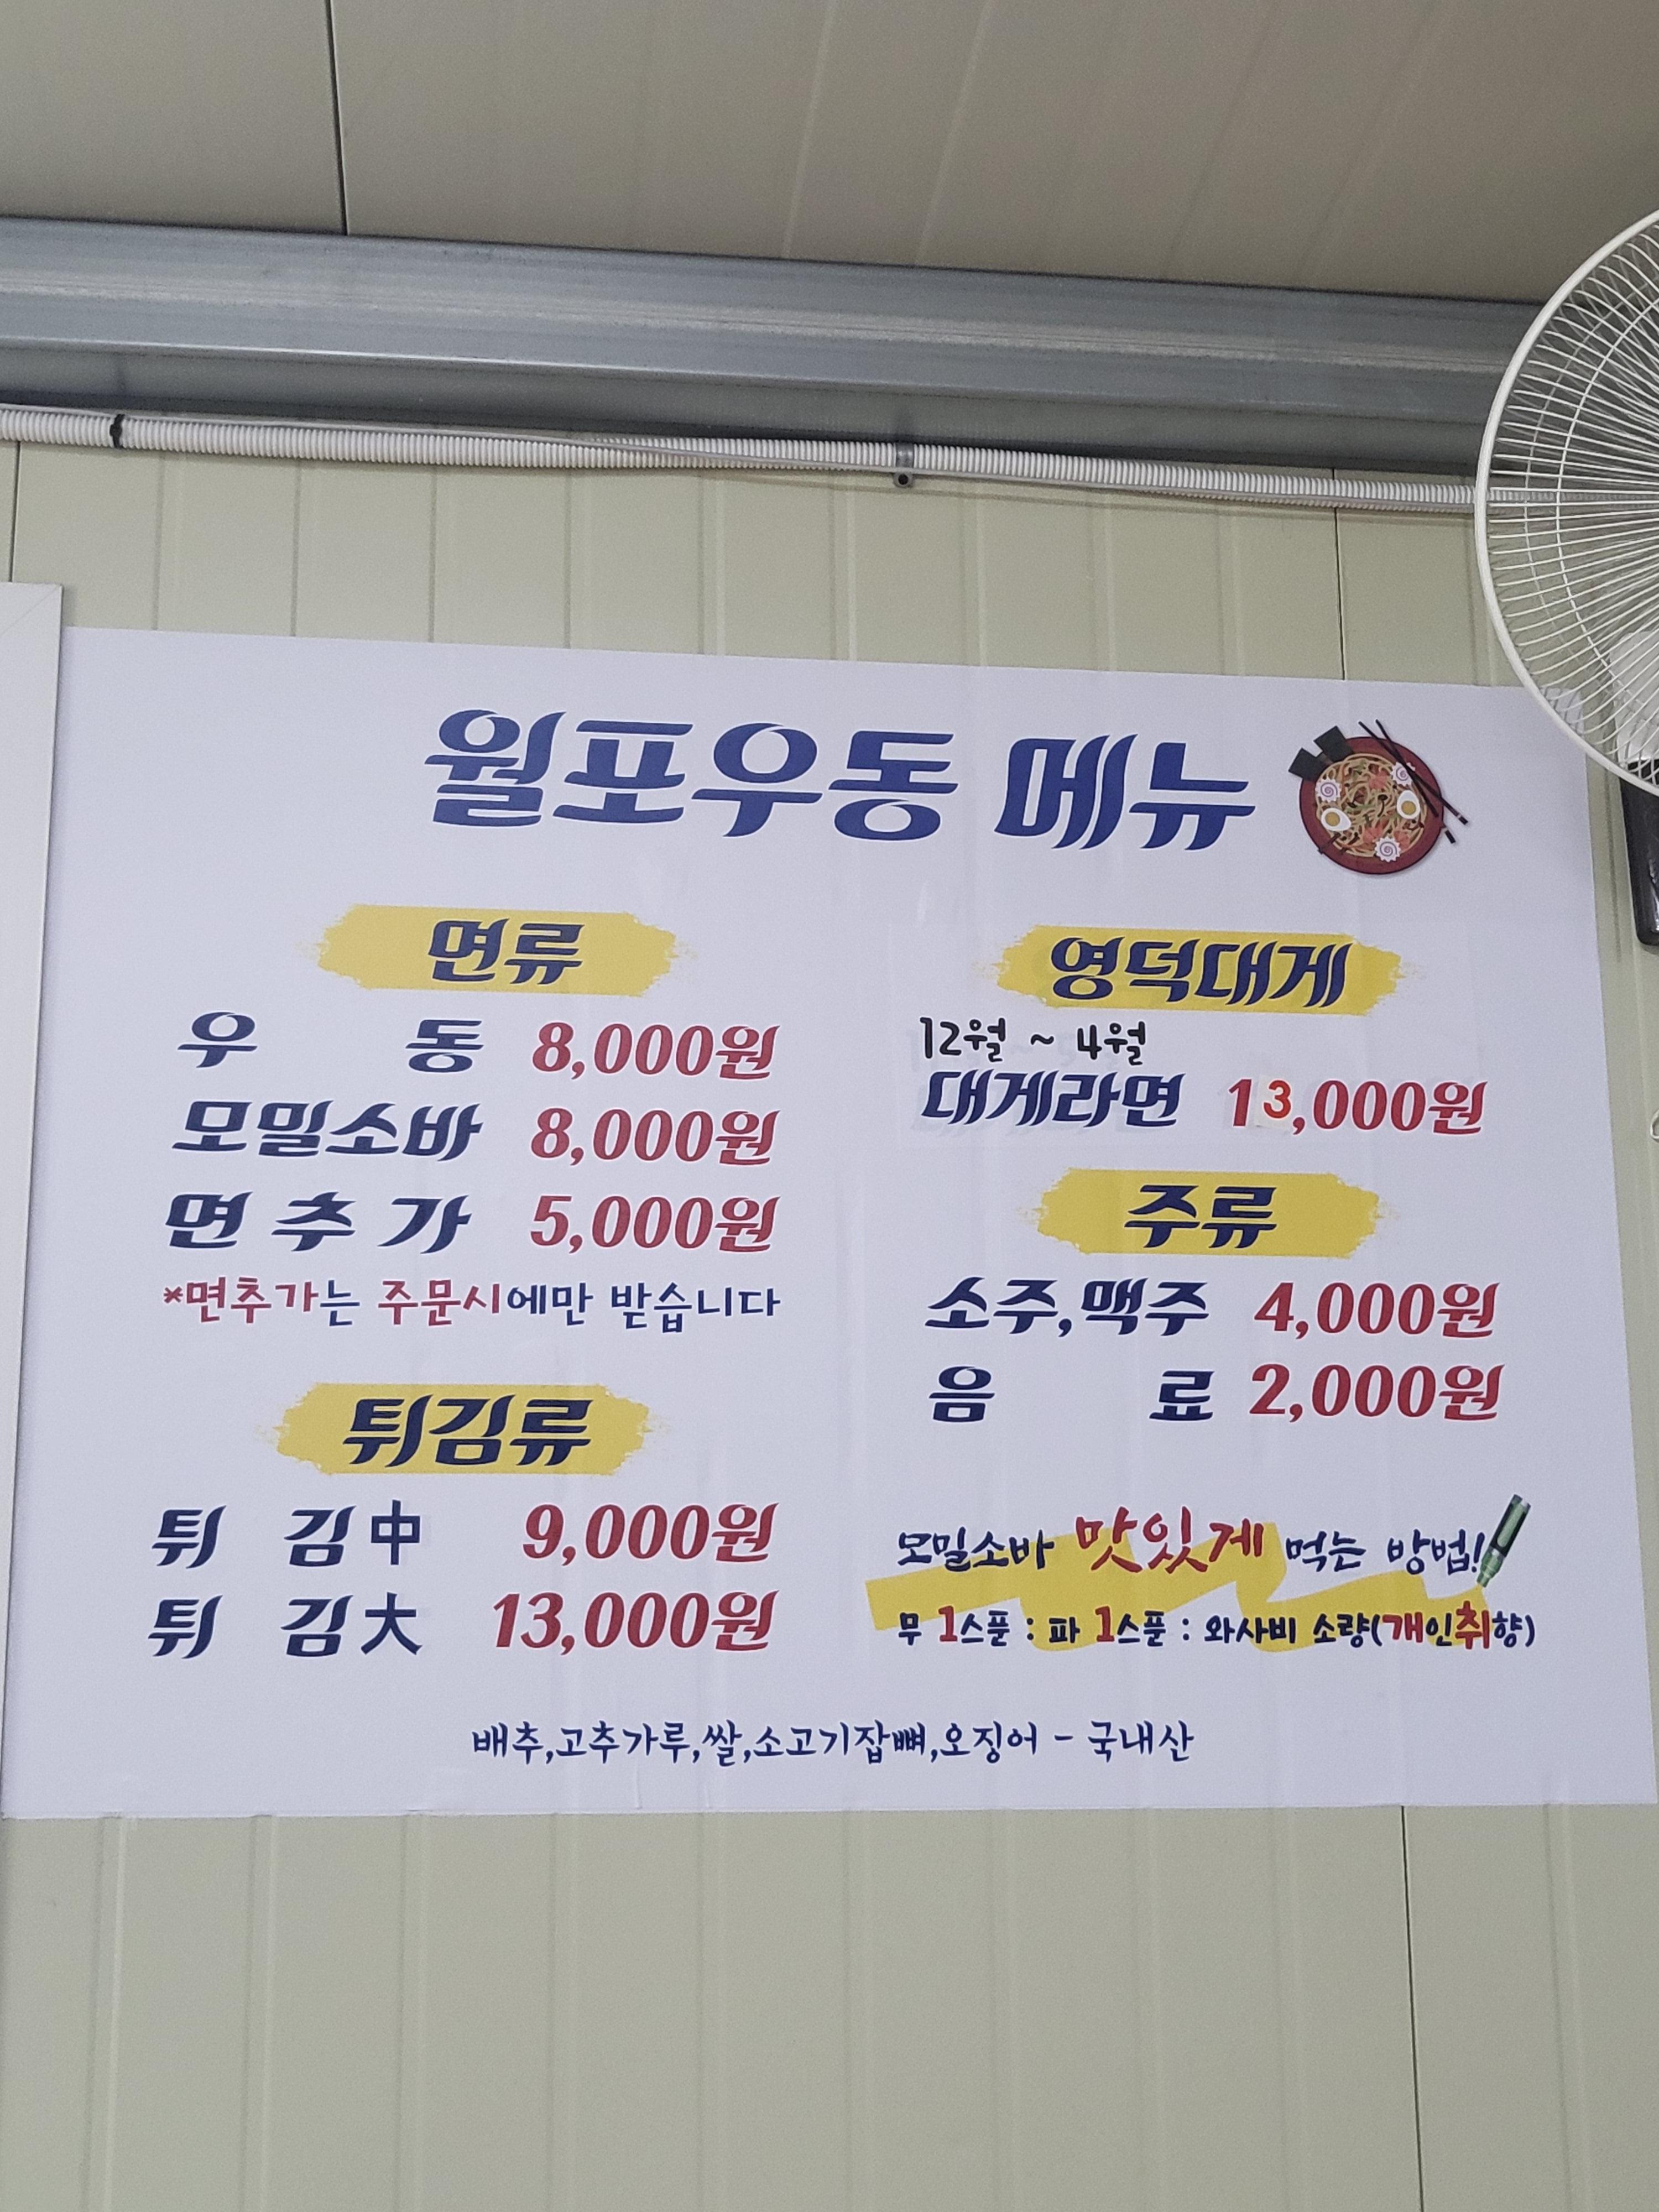 월포우동 메뉴
면류
우 동 8,000원
모밀소바 8,000원
면 추 가 5,000원
*면추가는 주문시에만 받습니다
튀김류
튀 김 中 9,000원
튀 김 大 13,000원
영덕대게
12월 ~ 4월
대게라면 13,000원
주류
소주,맥주 4,000원
음 료 2,000원
모밀소바 맛있게 먹는 방법!
무 1스푼 : 파 1스푼 : 와사비 소량(개인취향)
배추,고추가루,쌀,소고기잡뼈,오징어 - 국내산